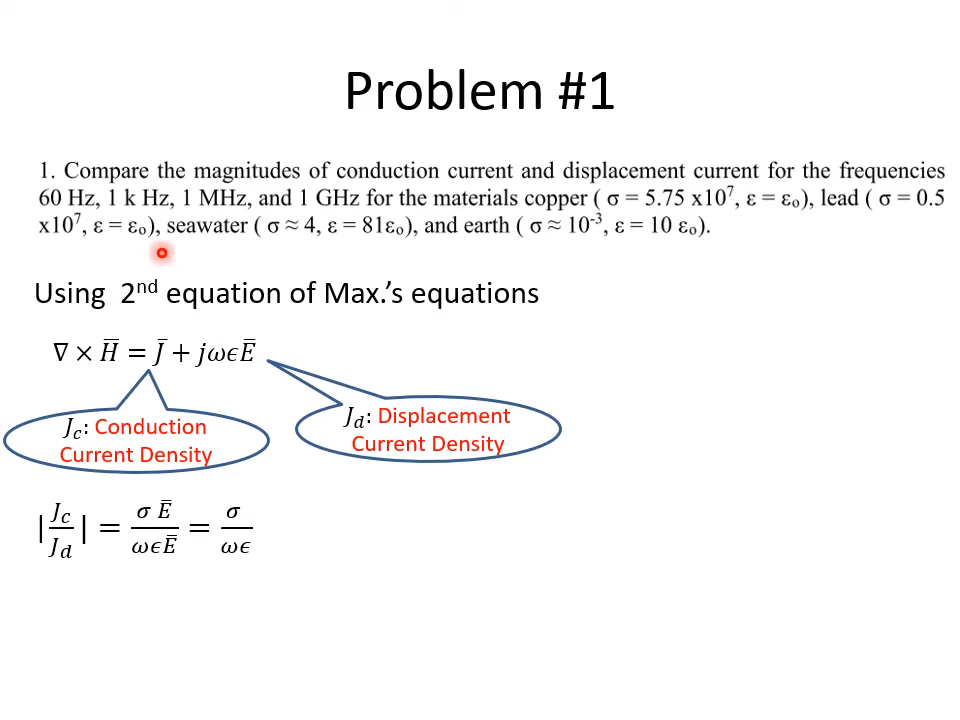 Problem #1
1. Compare the magnitudes of conduction current and displacement current for the frequencies
60 Hz, 1 k Hz, 1 MHz, and 1 GHz for the materials copper ( σ = 5.75 x10⁷, ε = εₒ), lead ( σ = 0.5
x10⁷, ε = εₒ), seawater ( σ ≈ 4, ε = 81εₒ), and earth ( σ ≈ 10⁻³, ε = 10 εₒ).
Using 2ⁿᵈ equation of Max.’s equations
∇ × H̅ = J̅ + jωϵE̅
J_c: Conduction
Current Density
J_d: Displacement
Current Density
|J_c/J_d| = σ E̅/ωϵE̅ = σ/ωϵ